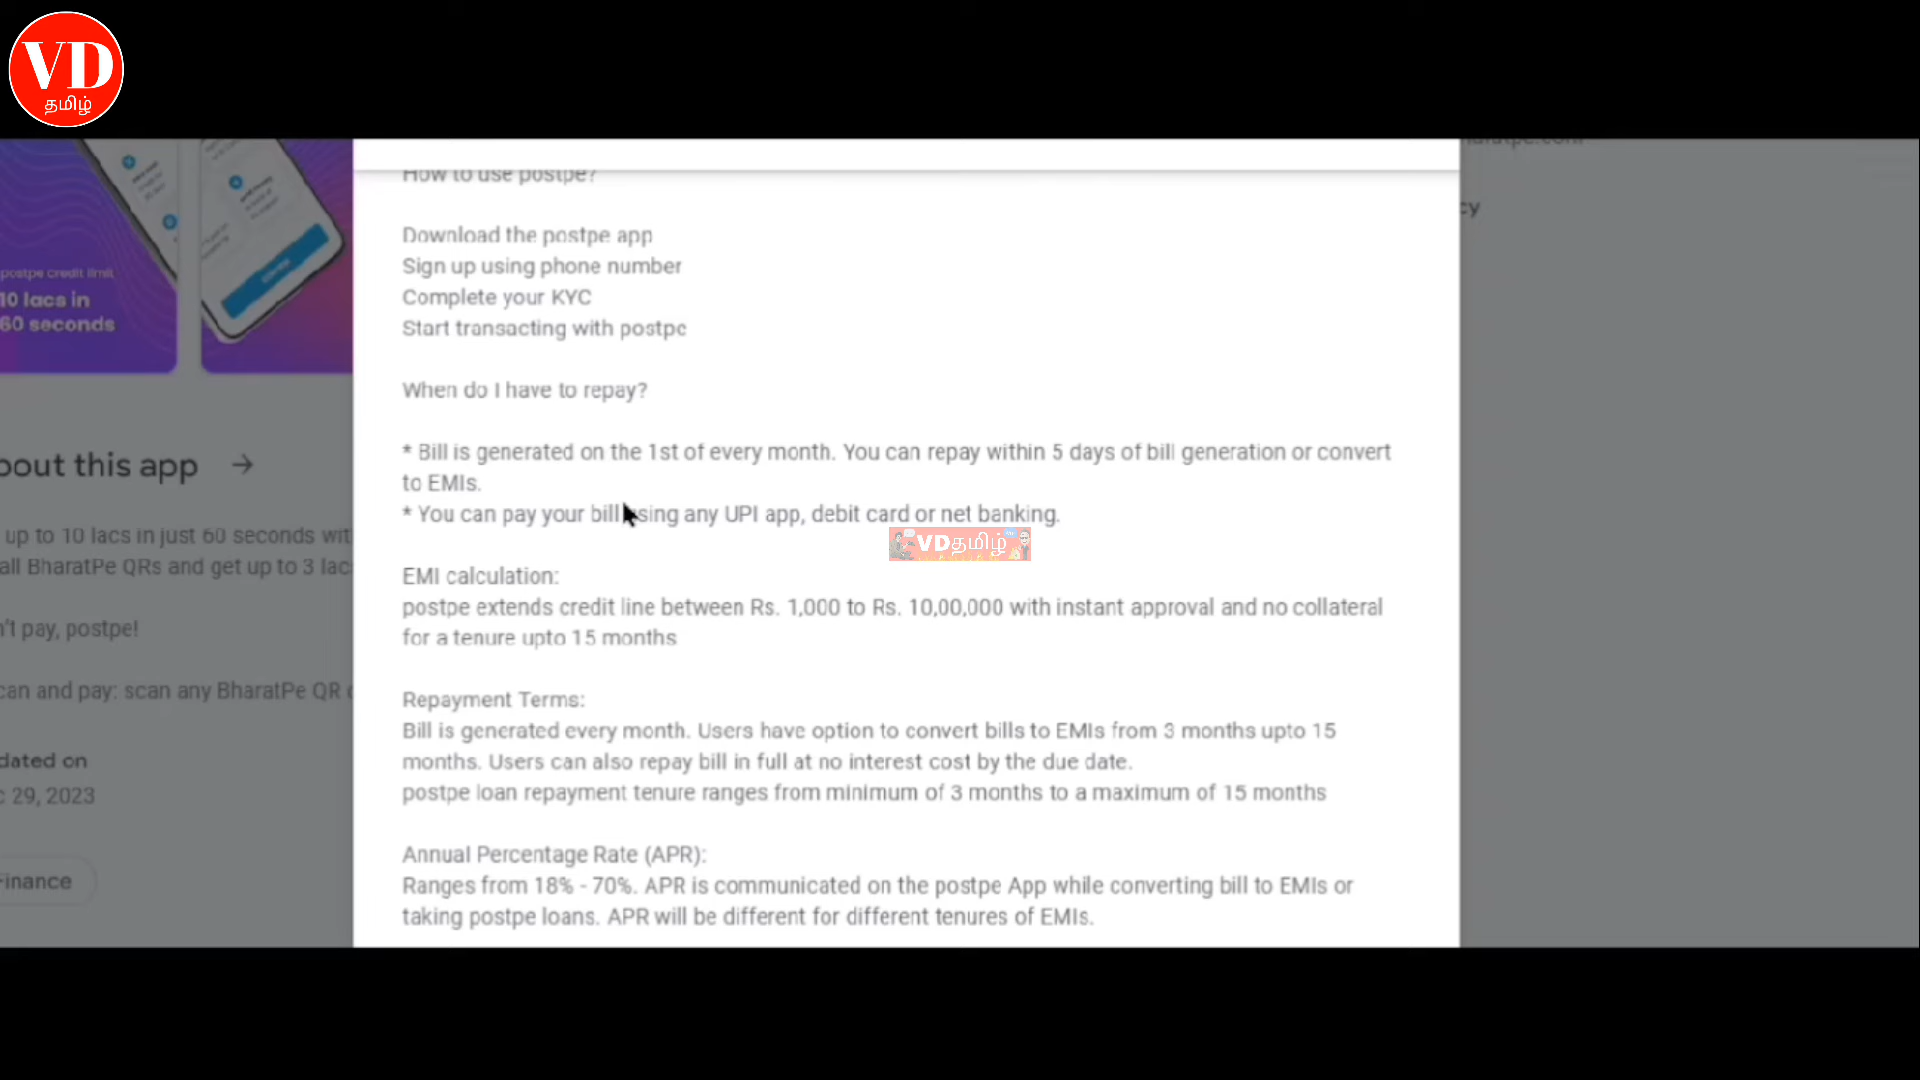 VD
தமிழ்
How to use postpe?
Download the postpe app
Sign up using phone number
Complete your KYC
Start transacting with postpe
When do I have to repay?
* Bill is generated on the 1st of every month. You can repay within 5 days of bill generation or convert
to EMIs.
* You can pay your bill using any UPI app, debit card or net banking.
VDதமிழ்
EMI calculation:
postpe extends credit line between Rs. 1,000 to Rs. 10,00,000 with instant approval and no collateral
for a tenure upto 15 months
Repayment Terms:
Bill is generated every month. Users have option to convert bills to EMIs from 3 months upto 15
months. Users can also repay bill in full at no interest cost by the due date.
postpe loan repayment tenure ranges from minimum of 3 months to a maximum of 15 months
Annual Percentage Rate (APR):
Ranges from 18% - 70%. APR is communicated on the postpe App while converting bill to EMIs or
taking postpe loans. APR will be different for different tenures of EMIs.
postpe credit limit
10 lacs in
60 seconds
bout this app
up to 10 lacs in just 60 seconds wit
all BharatPe QRs and get up to 3 lac
n't pay, postpe!
can and pay: scan any BharatPe QR
dated on
c 29, 2023
Finance
cy